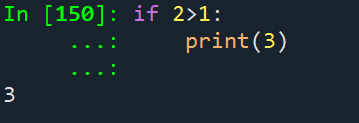 In [150]: if 2>1:
     ...:     print(3)
     ...:
3